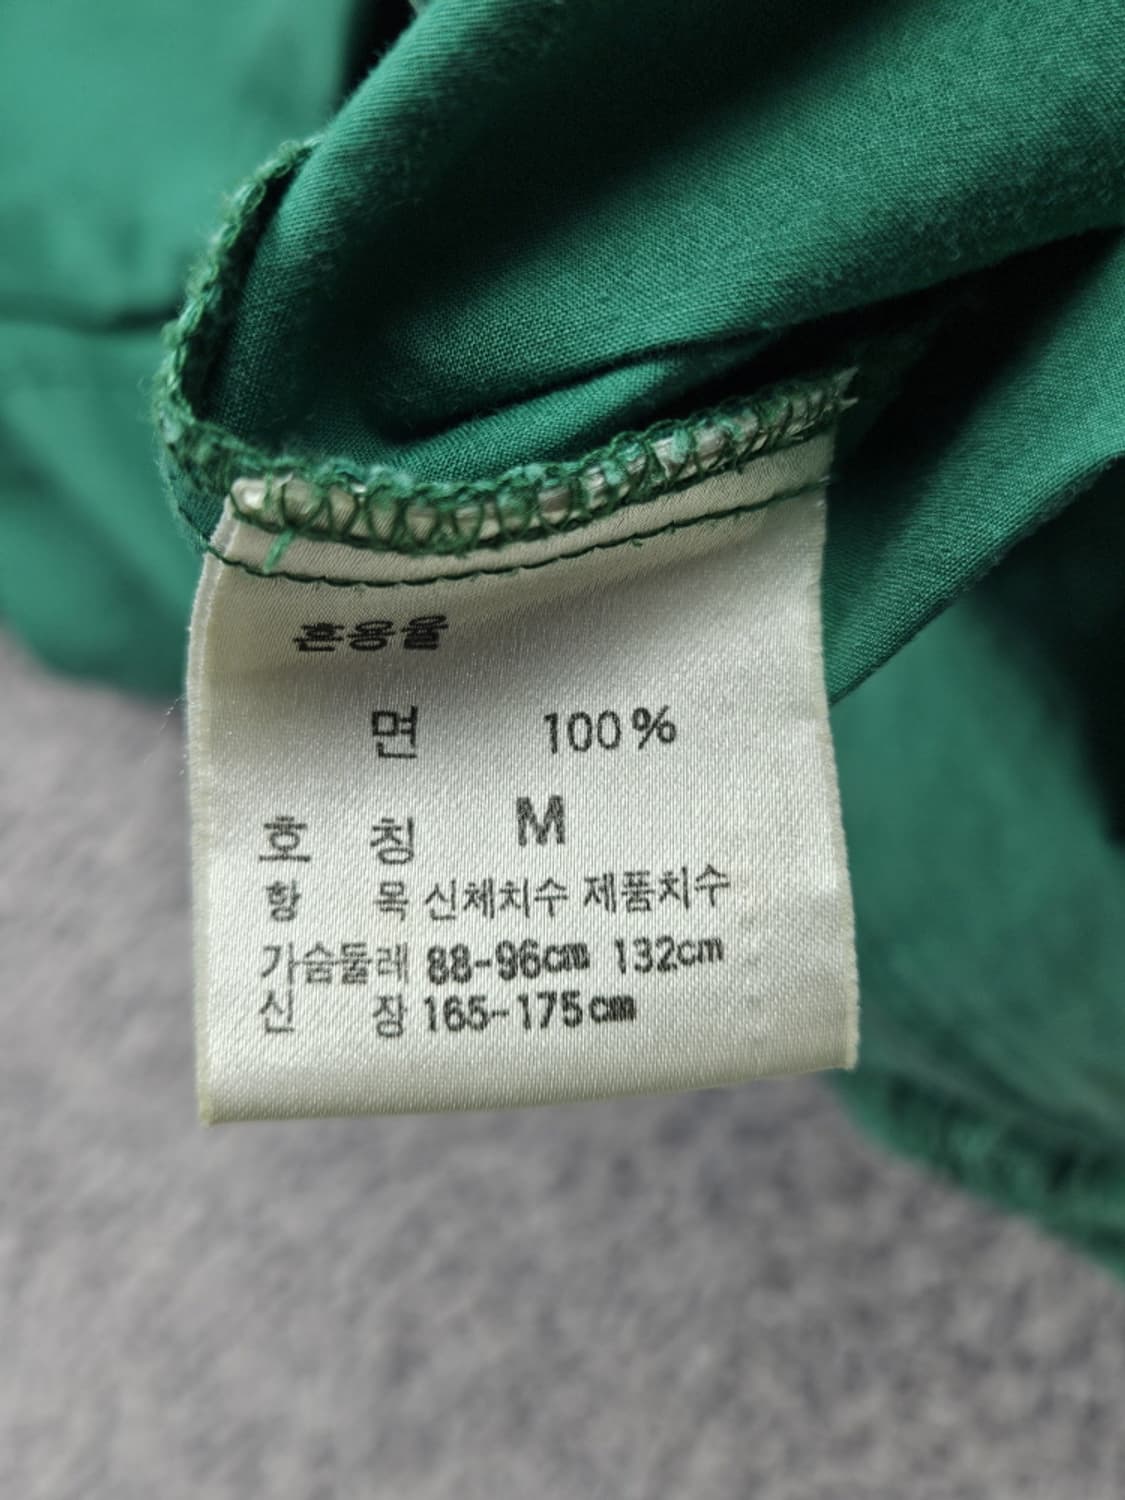 혼용율
면 100%
호 칭 M
항 목 신체치수 제품치수
가슴둘레 88-96cm 132cm
신 장 165-175cm